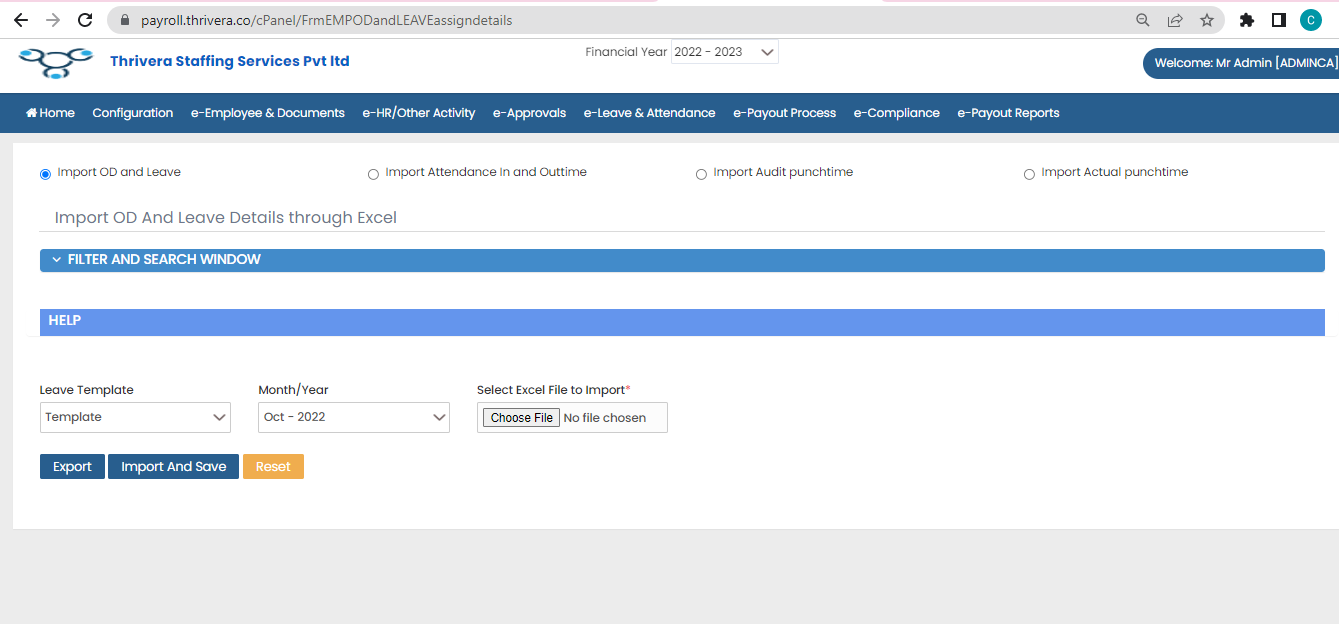 payroll.thrivera.co/cPanel/FrmEMPODandLEAVEassigndetails
C
Thrivera Staffing Services Pvt ltd
Financial Year 2022 - 2023
Welcome: Mr Admin [ADMINCA]
Home Configuration e-Employee & Documents e-HR/Other Activity e-Approvals e-Leave & Attendance e-Payout Process e-Compliance e-Payout Reports
Import OD and Leave Import Attendance In and Outtime Import Audit punchtime Import Actual punchtime
Import OD And Leave Details through Excel
FILTER AND SEARCH WINDOW
HELP
Leave Template Month/Year Select Excel File to Import*
Template Oct - 2022 Choose File No file chosen
Export Import And Save Reset